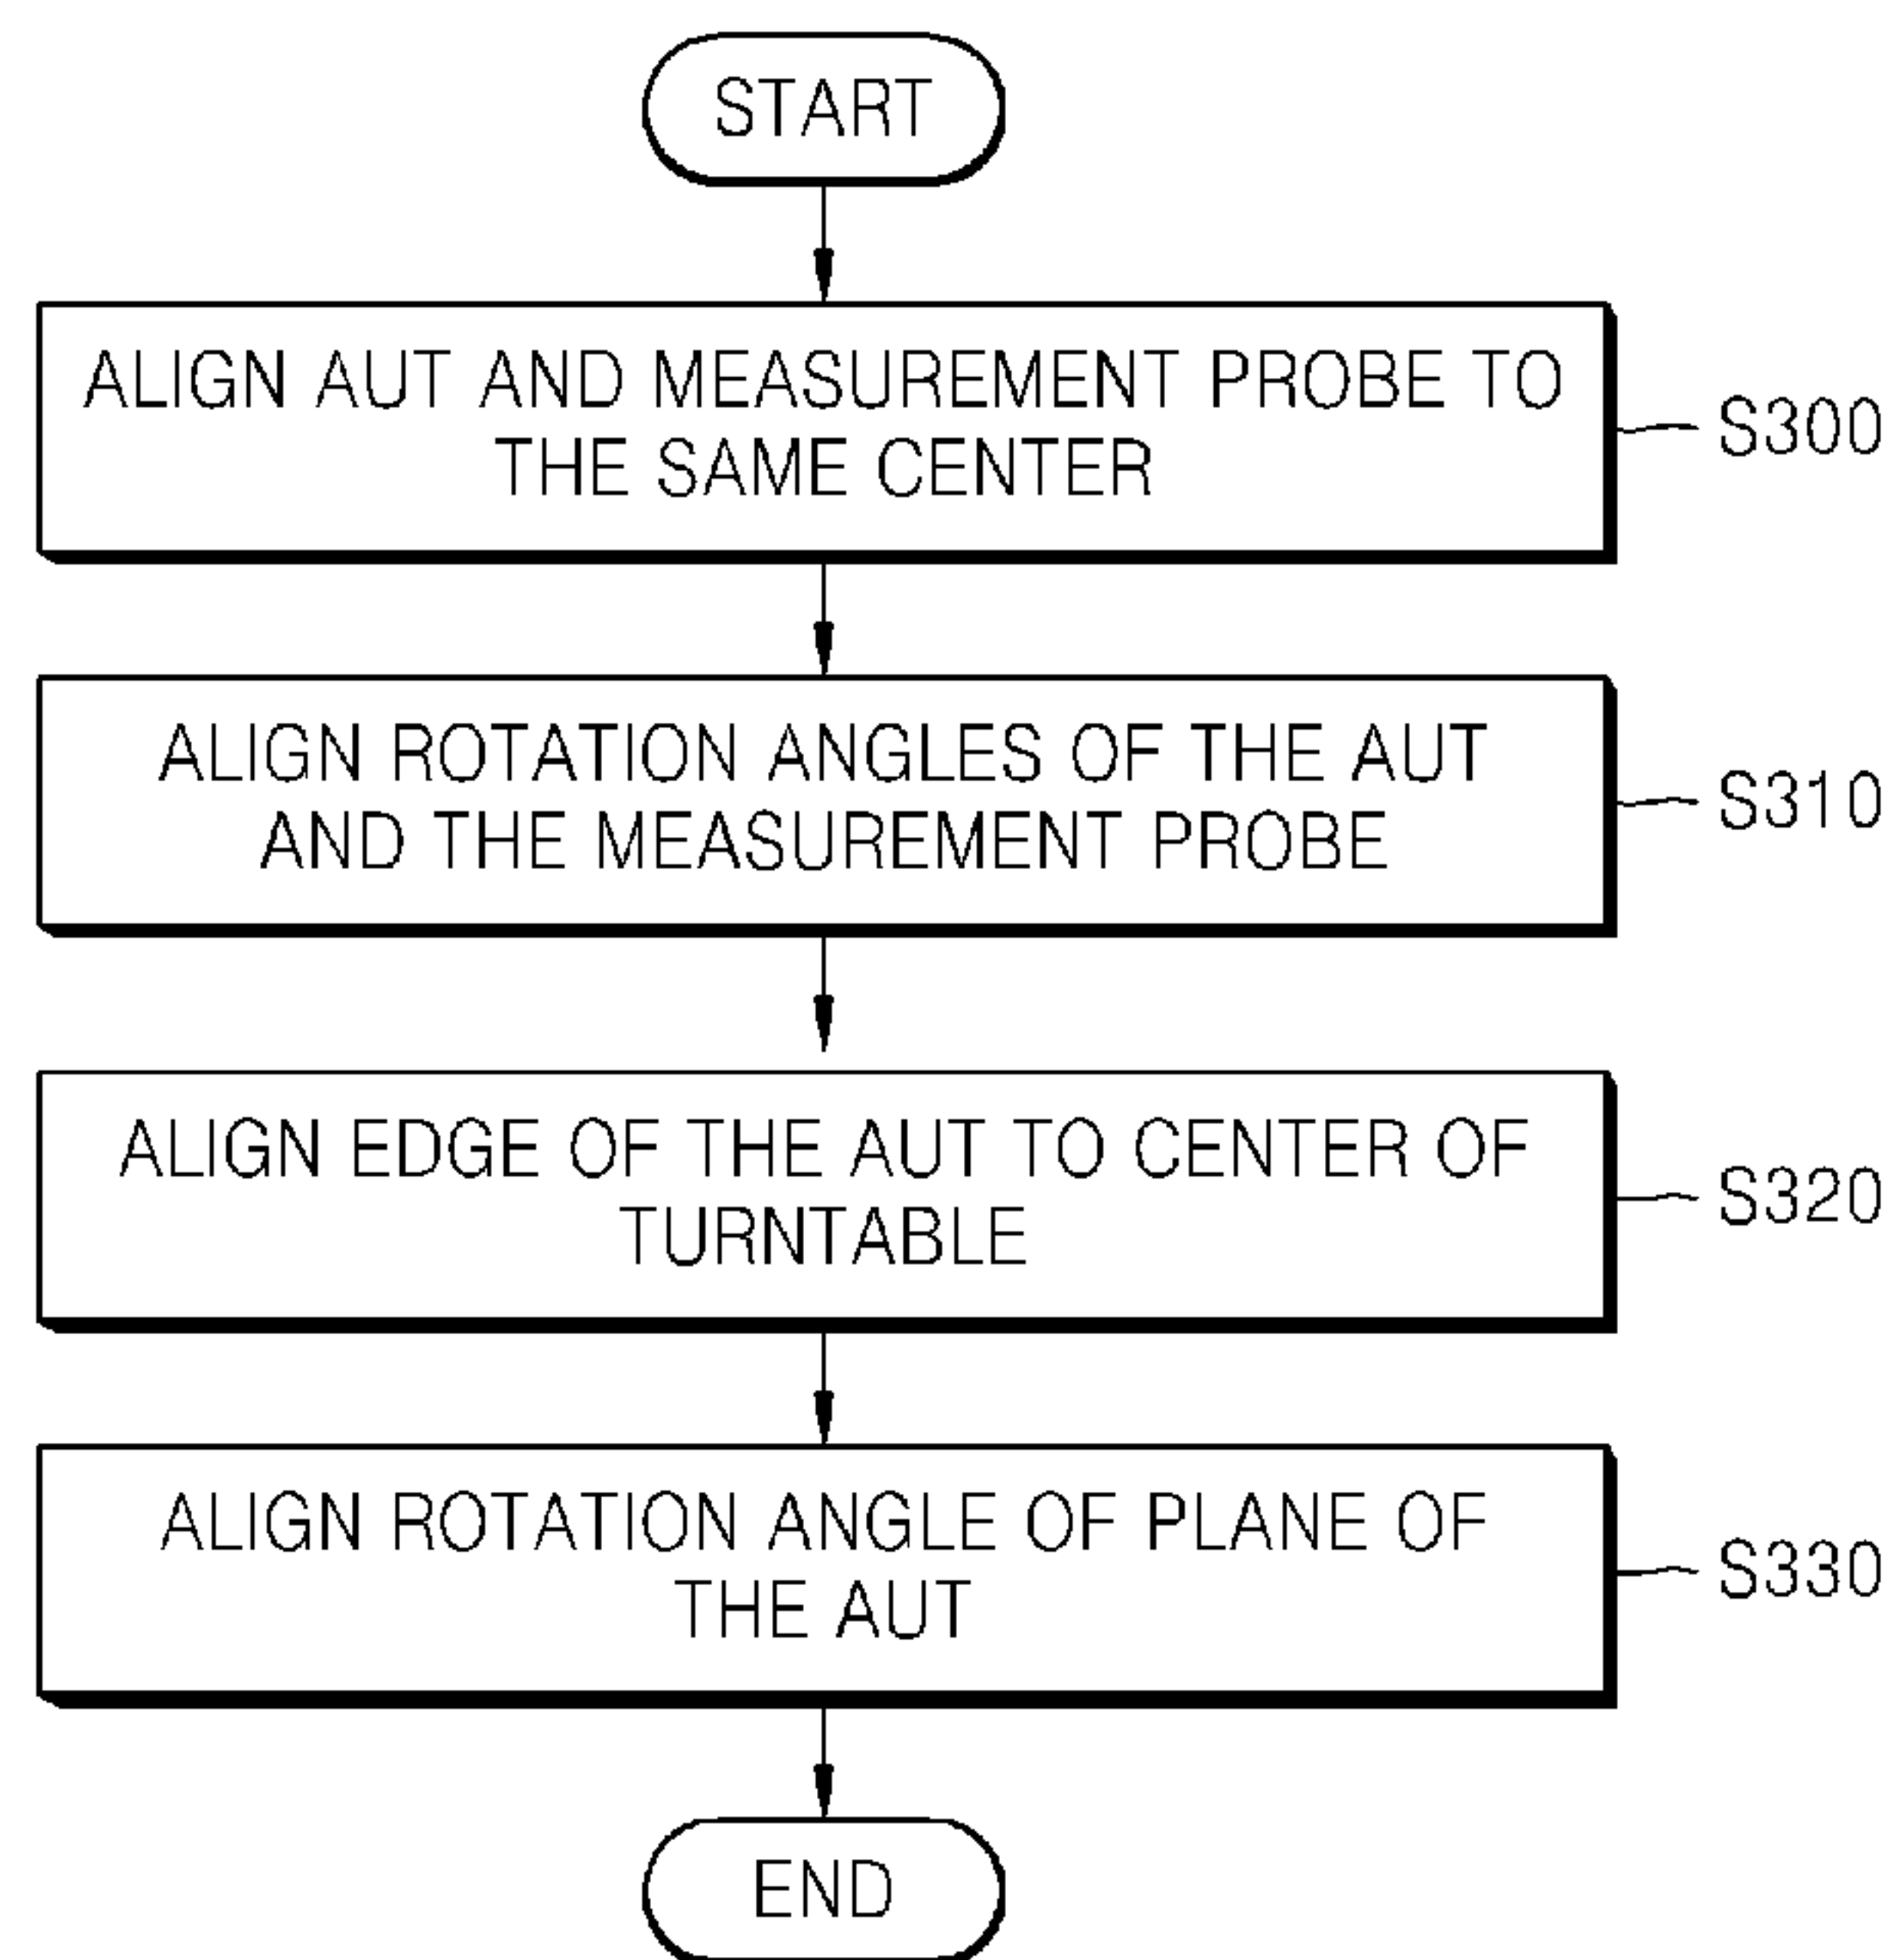 START
ALIGN AUT AND MEASUREMENT PROBE TO
THE SAME CENTER
S300
ALIGN ROTATION ANGLES OF THE AUT
AND THE MEASUREMENT PROBE
S310
ALIGN EDGE OF THE AUT TO CENTER OF
TURNTABLE
S320
ALIGN ROTATION ANGLE OF PLANE OF
THE AUT
S330
END